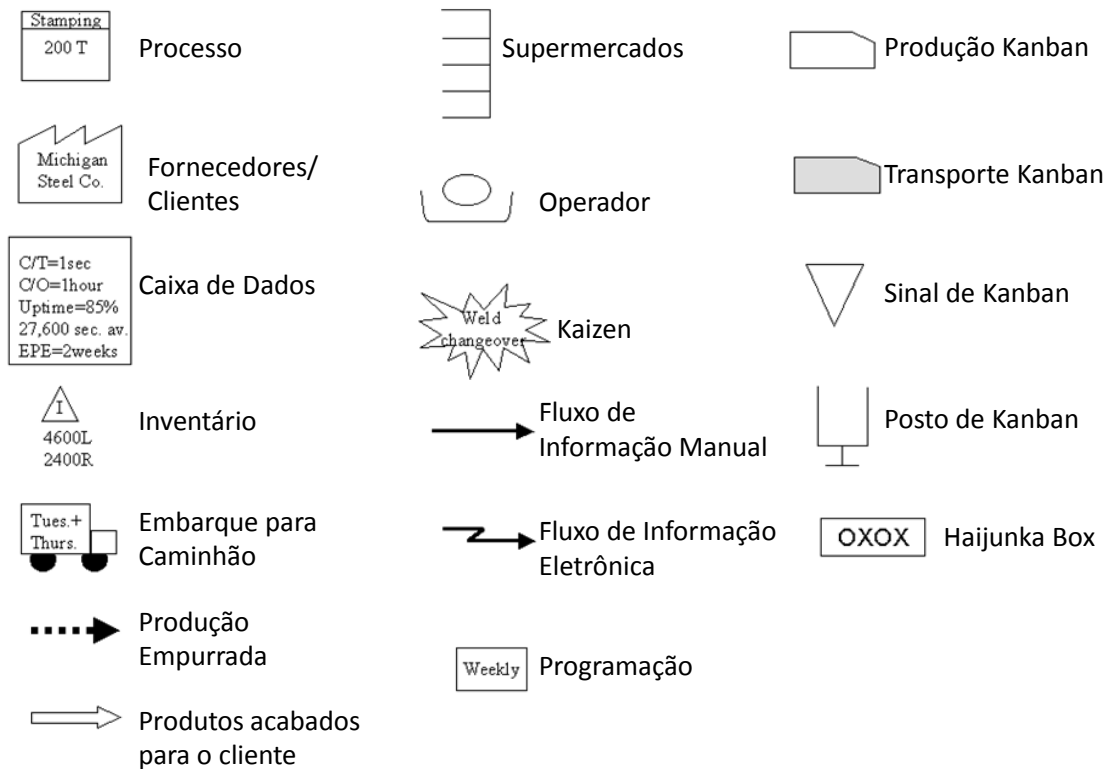 Stamping
200 T
Processo
Michigan
Steel Co.
Fornecedores/
Clientes
C/T=1sec
C/O=1hour
Uptime=85%
27,600 sec. av.
EPE=2weeks
Caixa de Dados
I
4600L
2400R
Inventário
Tues.+
Thurs.
Embarque para
Caminhão
Produção
Empurrada
Produtos acabados
para o cliente
Supermercados
Operador
Weld
changeover
Kaizen
Fluxo de
Informação Manual
Fluxo de Informação
Eletrônica
Weekly
Programação
Produção Kanban
Transporte Kanban
Sinal de Kanban
Posto de Kanban
OXOX
Haijunka Box